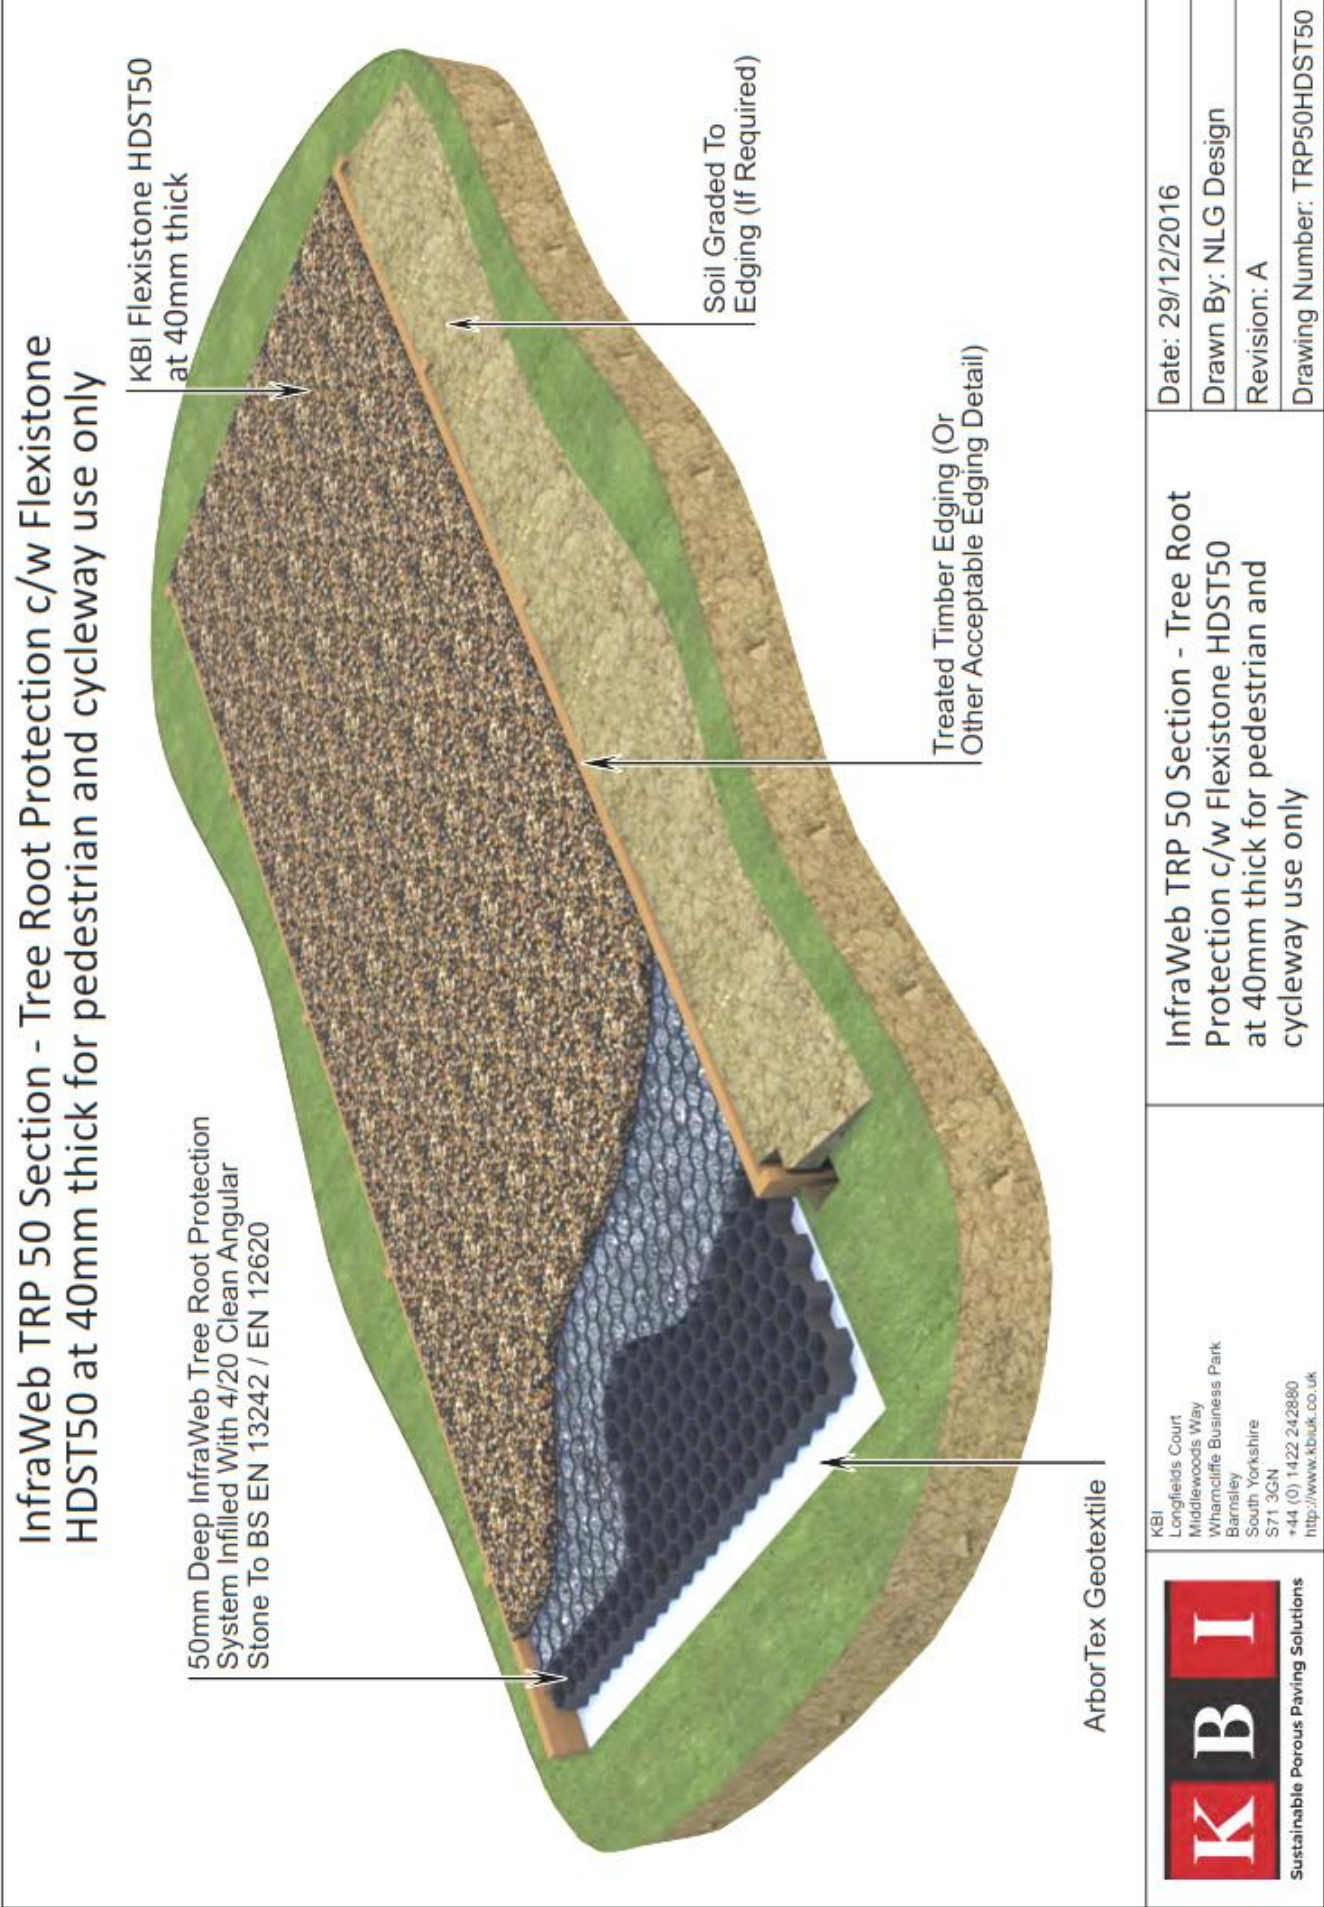 InfraWeb TRP 50 Section - Tree Root Protection c/w Flexistone
HDST50 at 40mm thick for pedestrian and cycleway use only
KBI Flexistone HDST50
at 40mm thick
50mm Deep InfraWeb Tree Root Protection
System Infilled With 4/20 Clean Angular
Stone To BS EN 13242 / EN 12620
Soil Graded To
Edging (If Required)
Treated Timber Edging (Or
Other Acceptable Edging Detail)
ArborTex Geotextile
K B I
Sustainable Porous Paving Solutions
KBI
Longfields Court
Middlewoods Way
Wharncliffe Business Park
Barnsley
South Yorkshire
S71 3GN
+44 (0) 1422 242880
http://www.kbiuk.co.uk
InfraWeb TRP 50 Section - Tree Root
Protection c/w Flexistone HDST50
at 40mm thick for pedestrian and
cycleway use only
Date: 29/12/2016
Drawn By: NLG Design
Revision: A
Drawing Number: TRP50HDST50